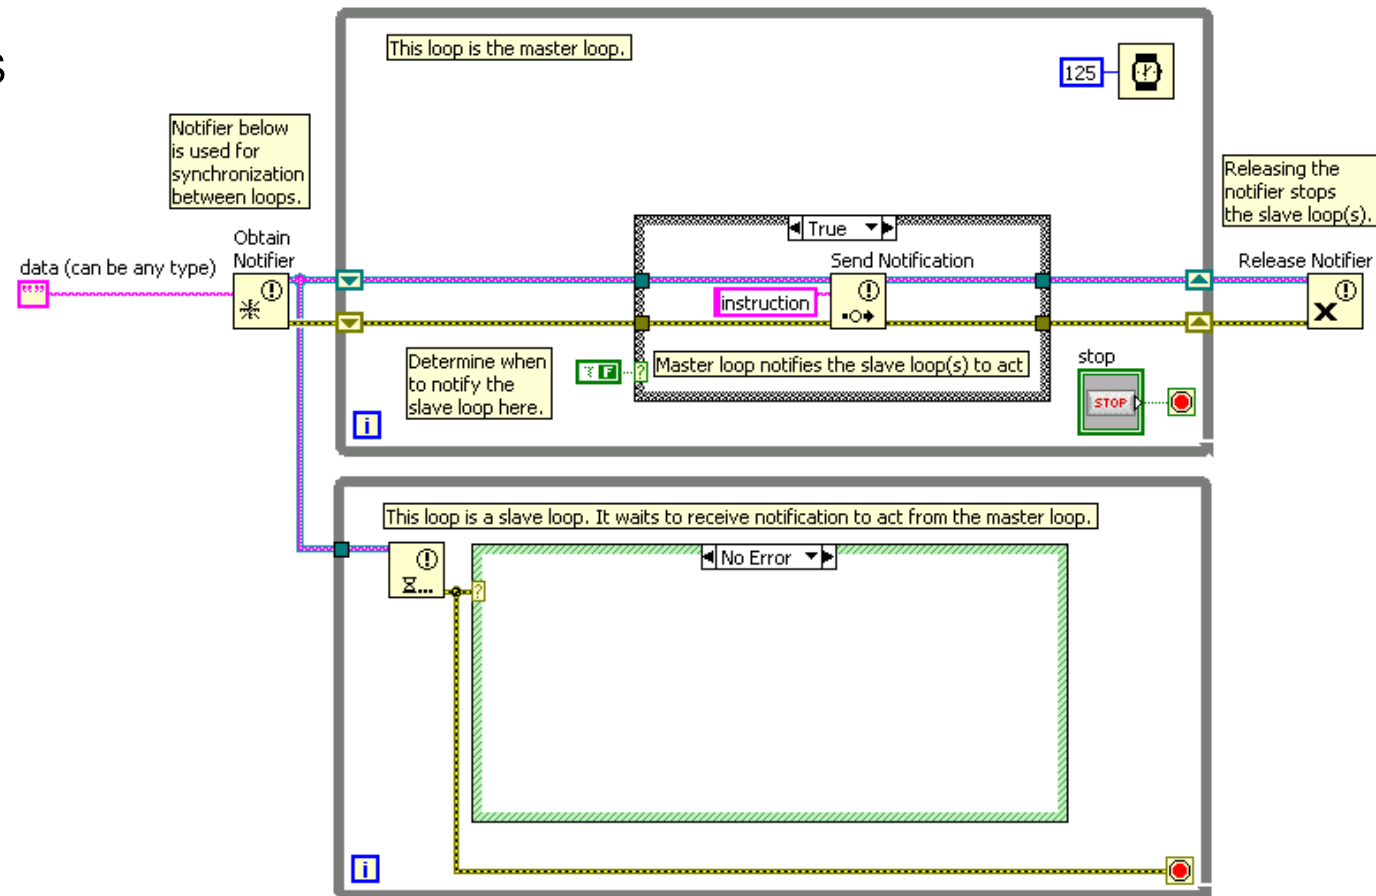 s
This loop is the master loop.
125
Notifier below
is used for
synchronization
between loops.
Releasing the
notifier stops
the slave loop(s).
True
Obtain
Notifier
data (can be any type)
Send Notification
Release Notifier
instruction
Determine when
to notify the
slave loop here.
F
?
Master loop notifies the slave loop(s) to act
stop
STOP
i
This loop is a slave loop. It waits to receive notification to act from the master loop.
No Error
?
i